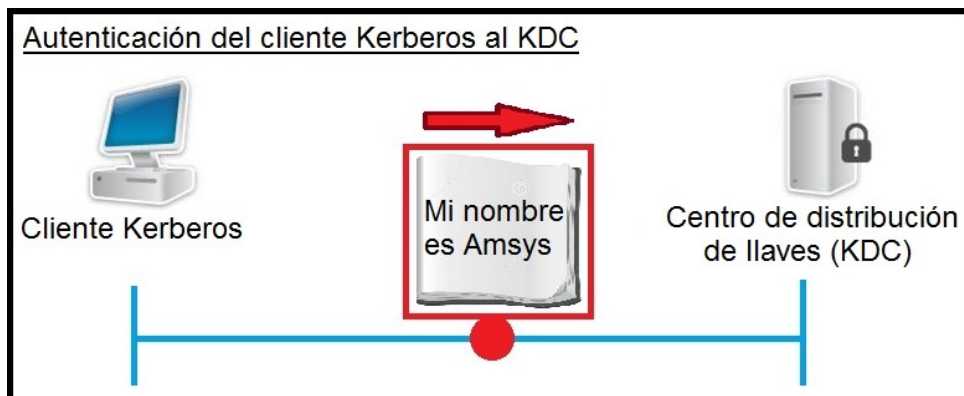 Autenticación del cliente Kerberos al KDC
Mi nombre
es Amsys
Cliente Kerberos
Centro de distribución
de llaves (KDC)